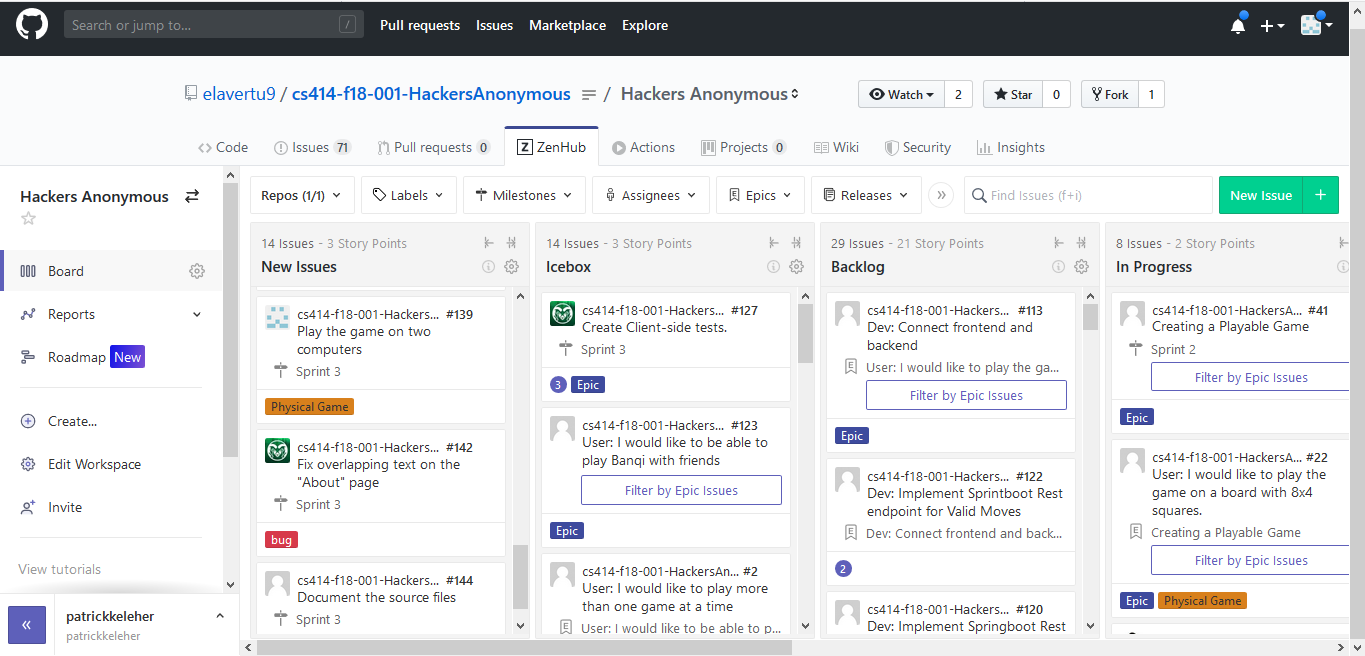 Search or jump to...
/
Pull requests Issues Marketplace Explore
elavertu9 / cs414-f18-001-HackersAnonymous / Hackers Anonymous
Watch 2
Star 0
Fork 1
Code
Issues 71
Pull requests 0
Z ZenHub
Actions
Projects 0
Wiki
Security
Insights
Hackers Anonymous
Board
Reports
Roadmap New
Create...
Edit Workspace
Invite
View tutorials
«
patrickkeleher
patrickkeleher
Repos (1/1)
Labels
Milestones
Assignees
Epics
Releases
»
Find Issues (f+i)
New Issue +
14 Issues - 3 Story Points
New Issues
cs414-f18-001-Hackers... #139
Play the game on two
computers
Sprint 3
Physical Game
cs414-f18-001-Hackers... #142
Fix overlapping text on the
"About" page
Sprint 3
bug
cs414-f18-001-Hackers... #144
Document the source files
Sprint 3
14 Issues - 3 Story Points
Icebox
cs414-f18-001-Hackers... #127
Create Client-side tests.
Sprint 3
3 Epic
cs414-f18-001-Hackers... #123
User: I would like to be able to
play Banqi with friends
Filter by Epic Issues
Epic
cs414-f18-001-HackersAn... #2
User: I would like to play more
than one game at a time
User: I would like to be able to p...
29 Issues - 21 Story Points
Backlog
cs414-f18-001-Hackers... #113
Dev: Connect frontend and
backend
User: I would like to play the ga...
Filter by Epic Issues
Epic
cs414-f18-001-Hackers... #122
Dev: Implement Sprintboot Rest
endpoint for Valid Moves
Dev: Connect frontend and back...
2
cs414-f18-001-Hackers... #120
Dev: Implement Springboot Rest
8 Issues - 2 Story Points
In Progress
cs414-f18-001-HackersA... #41
Creating a Playable Game
Sprint 2
Filter by Epic Issues
Epic
cs414-f18-001-HackersA... #22
User: I would like to play the
game on a board with 8x4
squares.
Creating a Playable Game
Filter by Epic Issues
Epic Physical Game